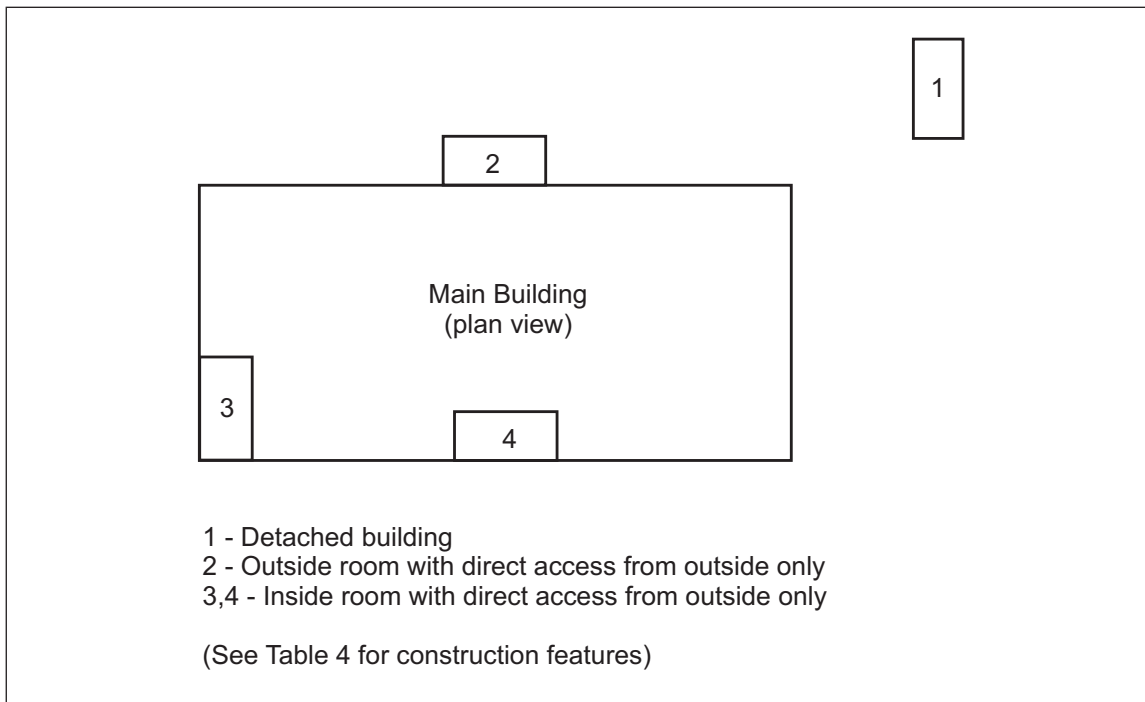 1
2
Main Building
(plan view)
3
4
1 - Detached building
2 - Outside room with direct access from outside only
3,4 - Inside room with direct access from outside only
(See Table 4 for construction features)